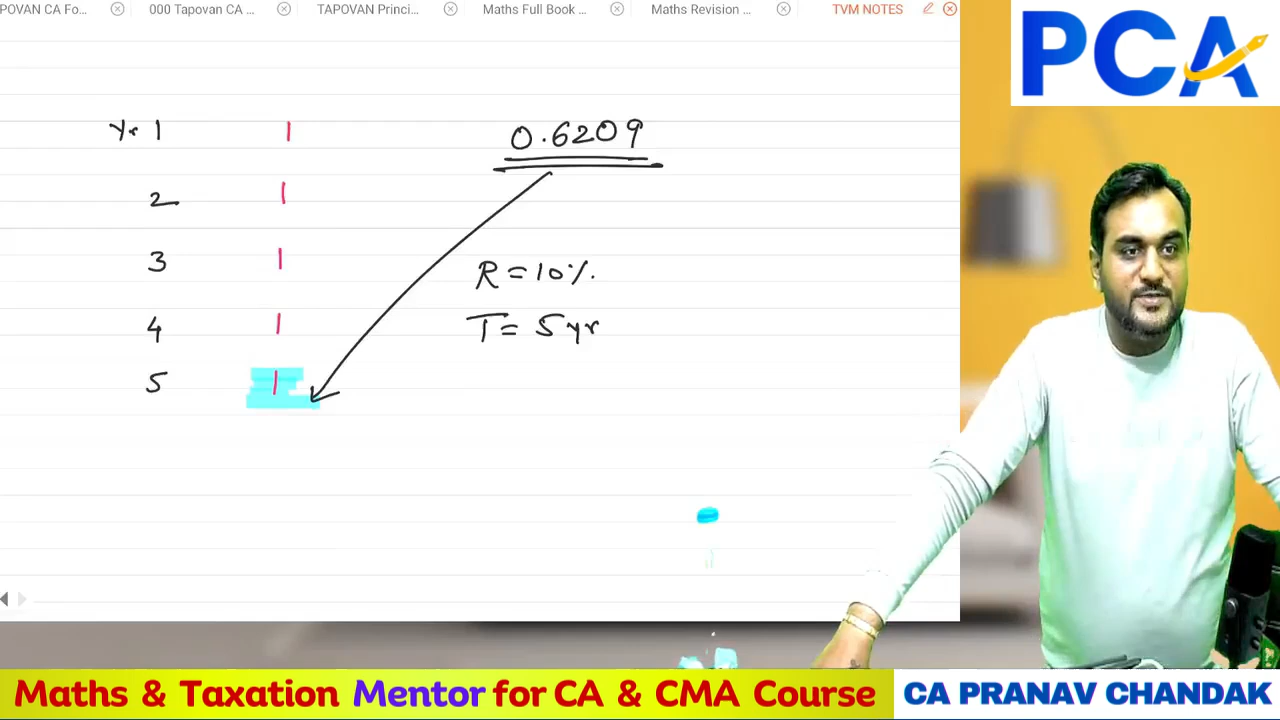 POVAN CA Fo...
000 Tapovan CA ...
TAPOVAN Princi...
Maths Full Book ...
Maths Revision ...
TVM NOTES
PCA
Yr 1 1 0.6209
2 1
3 1 R = 10%.
4 1 T = 5 yr
5 1
Maths & Taxation Mentor for CA & CMA Course
CA PRANAV CHANDAK